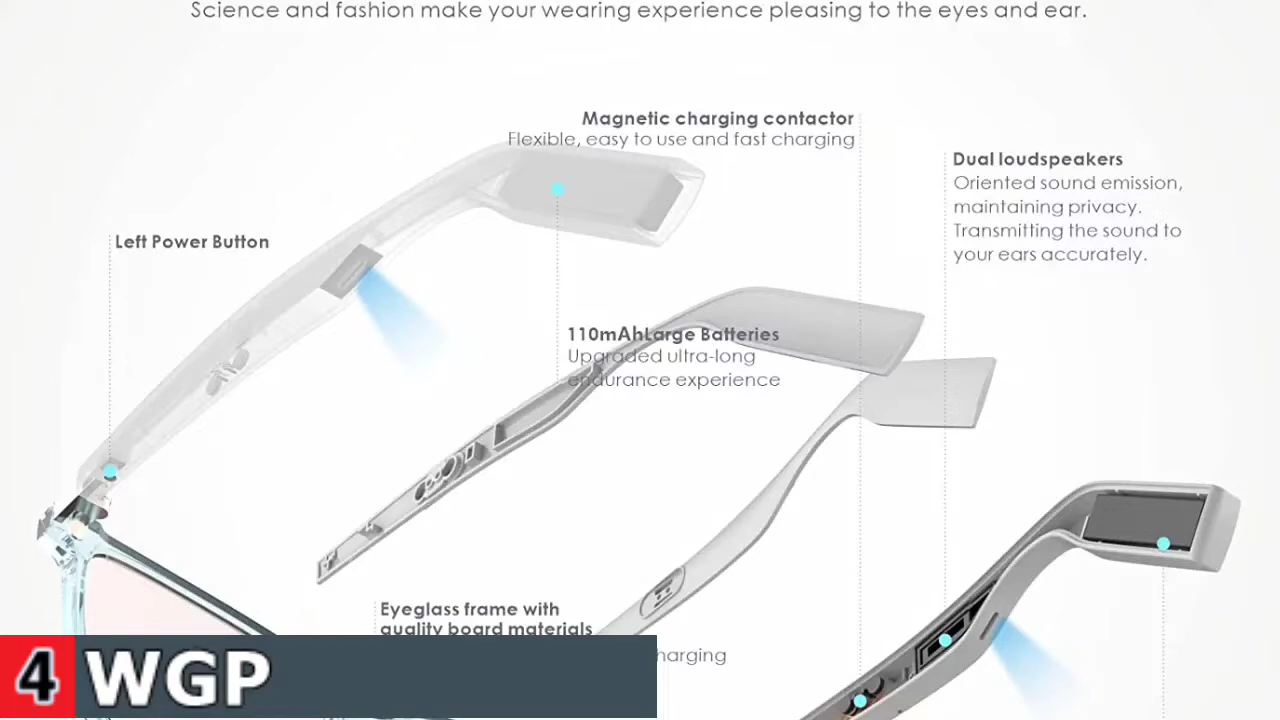 Science and fashion make your wearing experience pleasing to the eyes and ear.
Magnetic charging contactor
Flexible, easy to use and fast charging
Dual loudspeakers
Oriented sound emission,
maintaining privacy.
Transmitting the sound to
your ears accurately.
Left Power Button
110mAhLarge Batteries
Upgraded ultra-long
endurance experience
Eyeglass frame with
quality board materials
harging
4 WGP